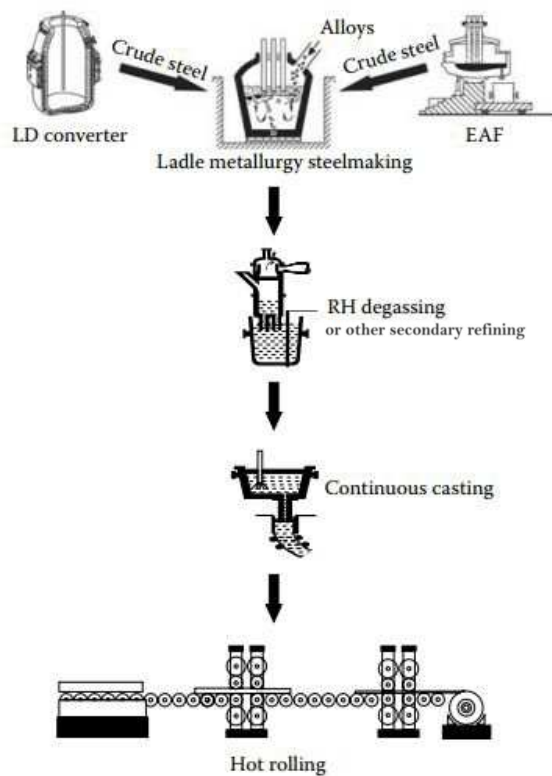 Alloys
Crude steel
Crude steel
LD converter
EAF
Ladle metallurgy steelmaking
RH degassing
or other secondary refining
Continuous casting
Hot rolling